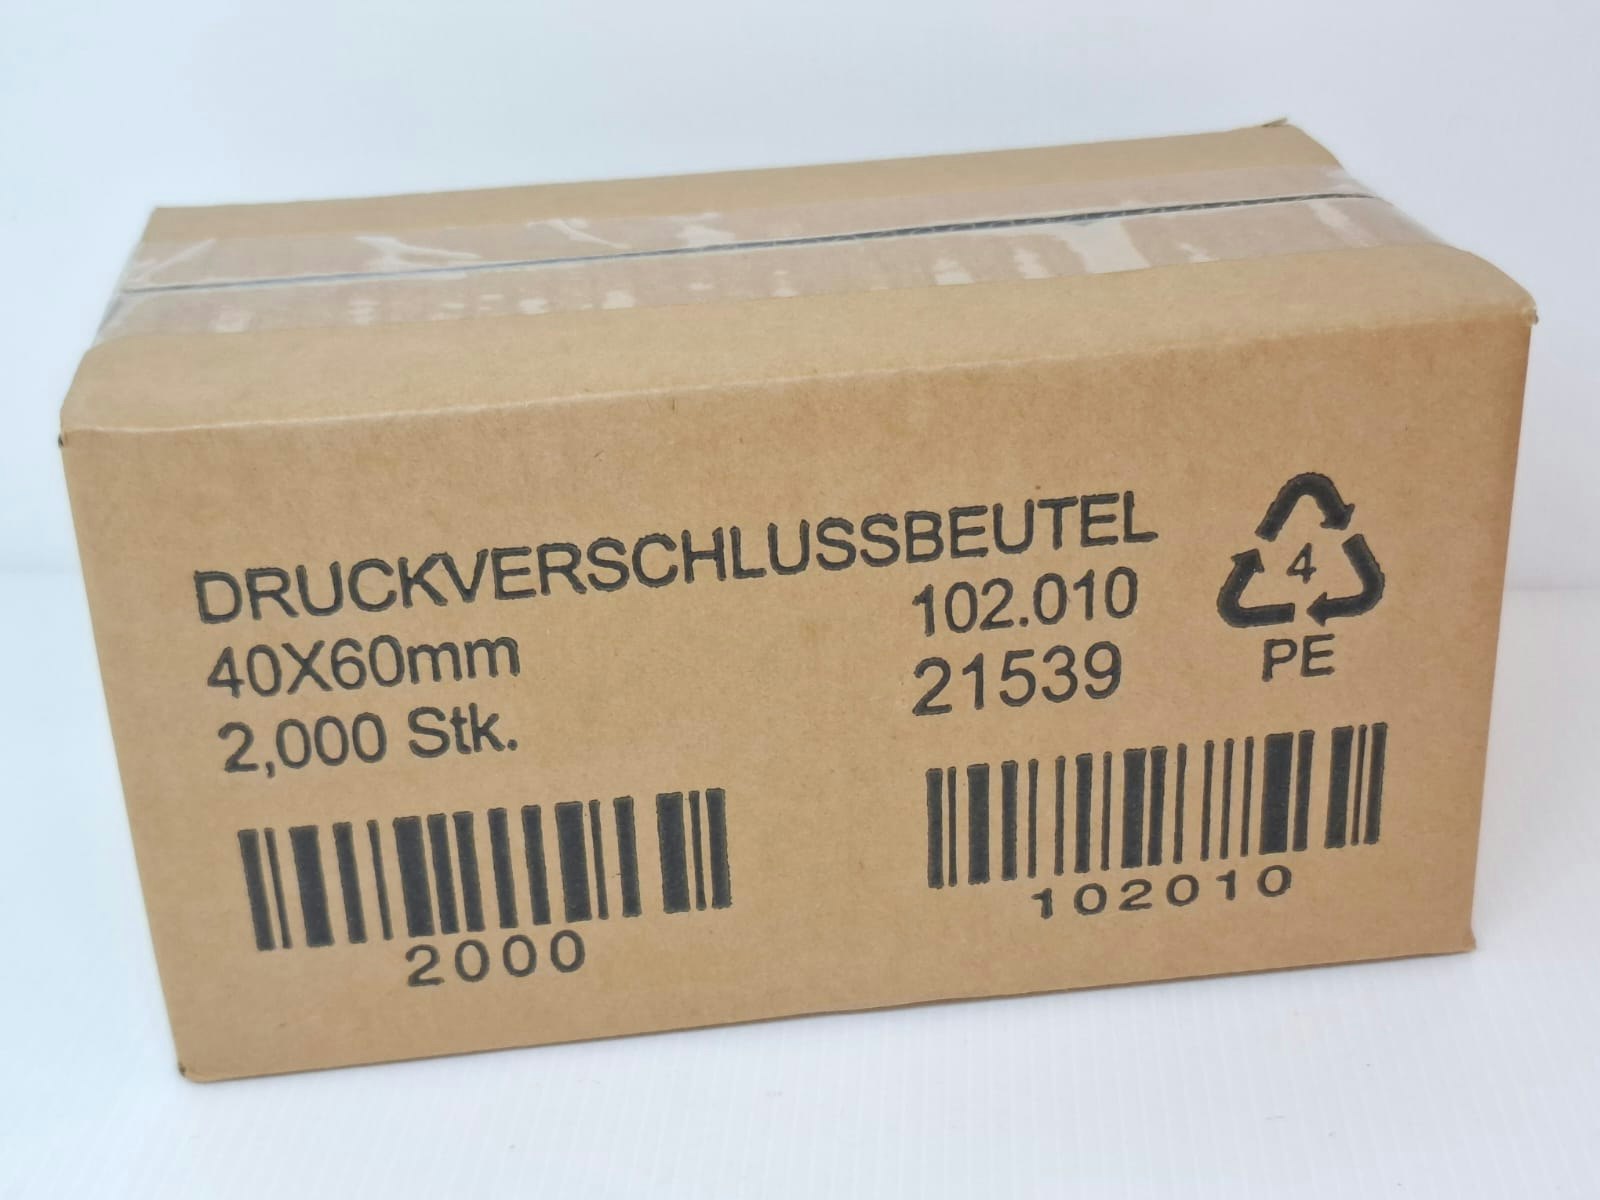 DRUCKVERSCHLUSSBEUTEL
40X60mm
2,000 Stk.
102.010
21539
4
PE
2000
102010